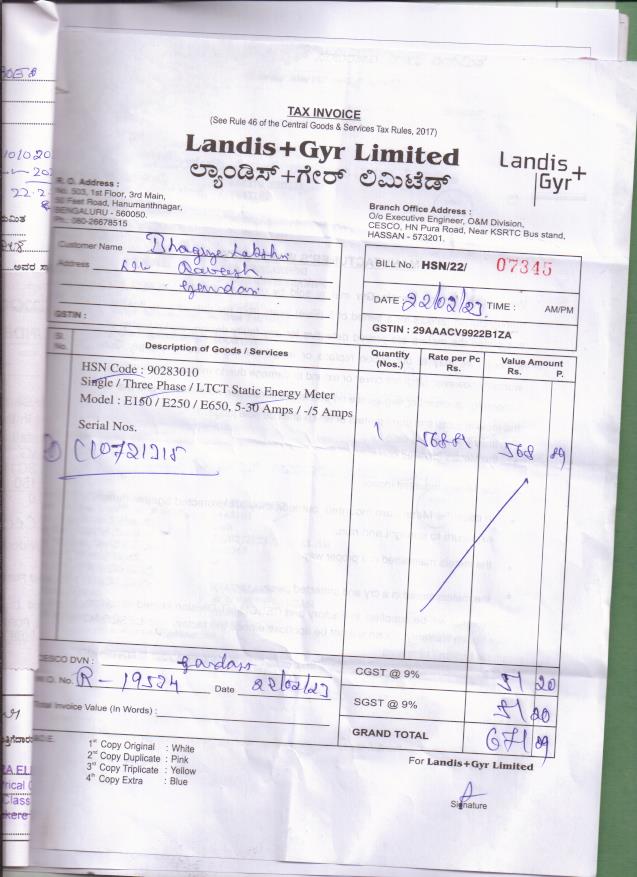 TAX INVOICE
(See Rule 46 of the Central Goods & Services Tax Rules, 2017)
Landis+Gyr Limited
ಲ್ಯಾಂಡಿಸ್+ಗೇರ್ ಲಿಮಿಟೆಡ್
Landis+
Gyr
R. O. Address :
No. 503, 1st Floor, 3rd Main,
80 Feet Road, Hanumanthnagar,
BENGALURU - 560050.
Ph.: 080-26678515
Branch Office Address :
O/o Executive Engineer, O&M Division,
CESCO, HN Pura Road, Near KSRTC Bus stand,
HASSAN - 573201.
Customer Name Bhagya Lakshmi
Address
GSTIN :
BILL No. HSN/22/ 07345
DATE : 22/02/23 TIME : AM/PM
GSTIN : 29AAACV9922B1ZA
Sl. No. Description of Goods / Services Quantity (Nos.) Rate per Pc Rs. Value Amount Rs. P.
HSN Code : 90283010
Single / Three Phase / LTCT Static Energy Meter
Model : E150 / E250 / E650, 5-30 Amps / -/5 Amps
Serial Nos.
1 568.89 568 89
CESCO DVN :
W.O. No. R - 19524 Date 22/02/23
Total Invoice Value (In Words) :
CGST @ 9% 51 20
SGST @ 9% 51 20
GRAND TOTAL 671 29
1st Copy Original : White
2nd Copy Duplicate : Pink
3rd Copy Triplicate : Yellow
4th Copy Extra : Blue
For Landis+Gyr Limited
Signature